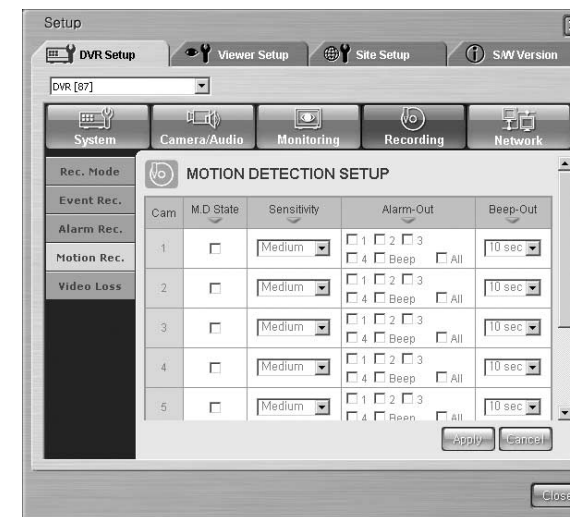 Setup
DVR Setup Viewer Setup Site Setup S/W Version
DVR [87]
System Camera/Audio Monitoring Recording Network
Rec. Mode
Event Rec.
Alarm Rec.
Motion Rec.
Video Loss
MOTION DETECTION SETUP
Cam M.D State Sensitivity Alarm-Out Beep-Out
1 Medium 1 2 3 4 Beep All 10 sec
2 Medium 1 2 3 4 Beep All 10 sec
3 Medium 1 2 3 4 Beep All 10 sec
4 Medium 1 2 3 4 Beep All 10 sec
5 Medium 1 2 3 4 Beep All 10 sec
Apply Cancel
Close